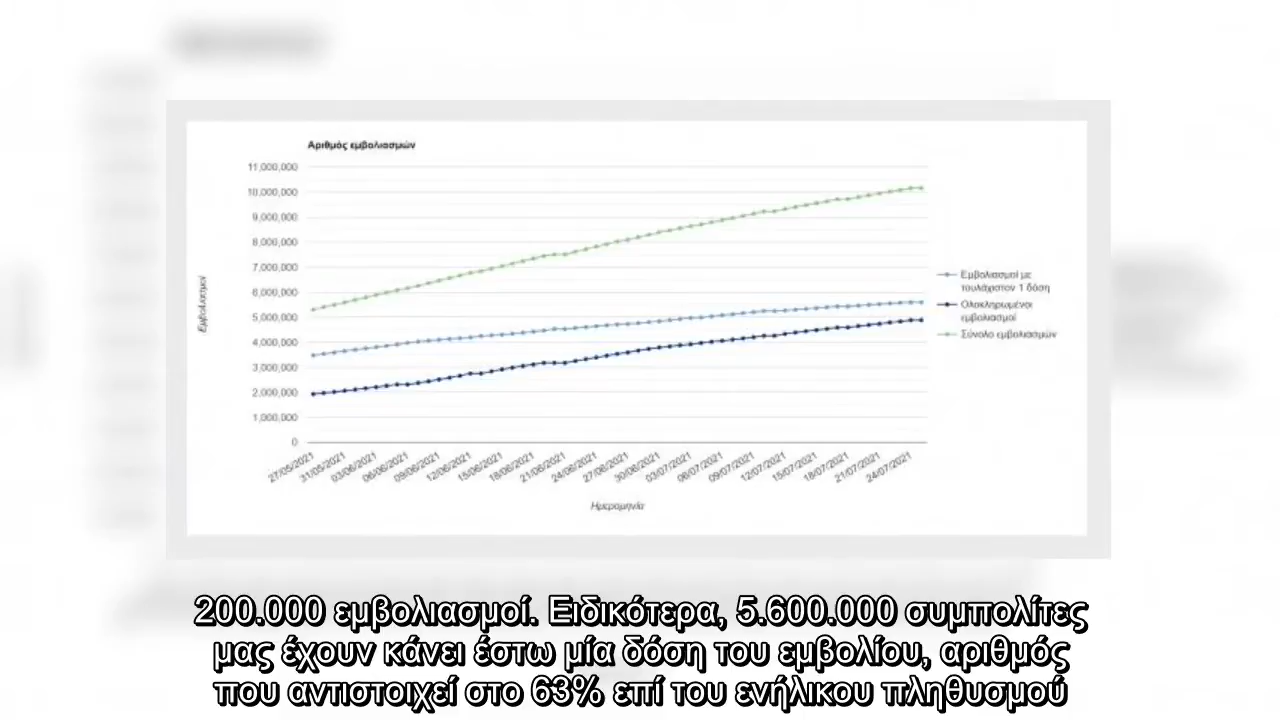 Αριθμός εμβολιασμών
11,000,000
10,000,000
9,000,000
8,000,000
7,000,000
6,000,000
5,000,000
4,000,000
3,000,000
2,000,000
1,000,000
0
Εμβολιασμοί
27/05/2021
31/05/2021
03/06/2021
06/06/2021
09/06/2021
12/06/2021
15/06/2021
18/06/2021
21/06/2021
24/06/2021
27/06/2021
30/06/2021
03/07/2021
06/07/2021
09/07/2021
12/07/2021
15/07/2021
18/07/2021
21/07/2021
24/07/2021
Ημερομηνία
Εμβολιασμοί με
τουλάχιστον 1 δόση
Ολοκληρωμένοι
εμβολιασμοί
Σύνολο εμβολιασμών
200.000 εμβολιασμοί. Ειδικότερα, 5.600.000 συμπολίτες
μας έχουν κάνει έστω μία δόση του εμβολίου, αριθμός
που αντιστοιχεί στο 63% επί του ενήλικου πληθυσμού